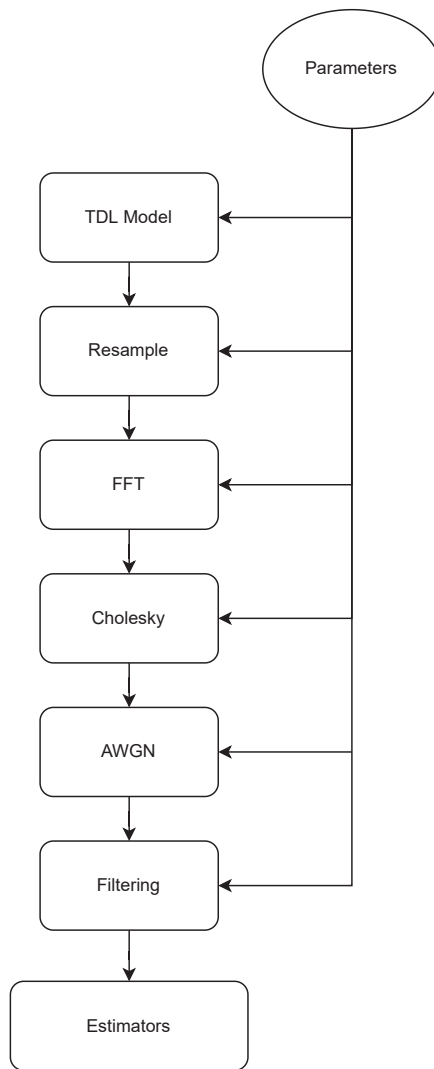 Parameters
TDL Model
Resample
FFT
Cholesky
AWGN
Filtering
Estimators